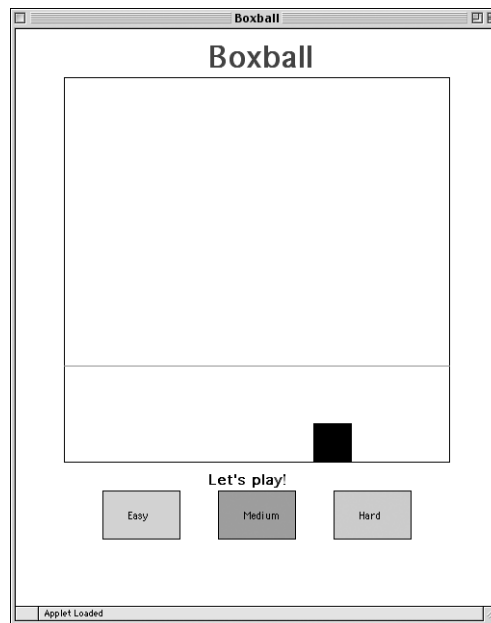 Boxball
Boxball
Let's play!
Easy Medium Hard
Applet Loaded